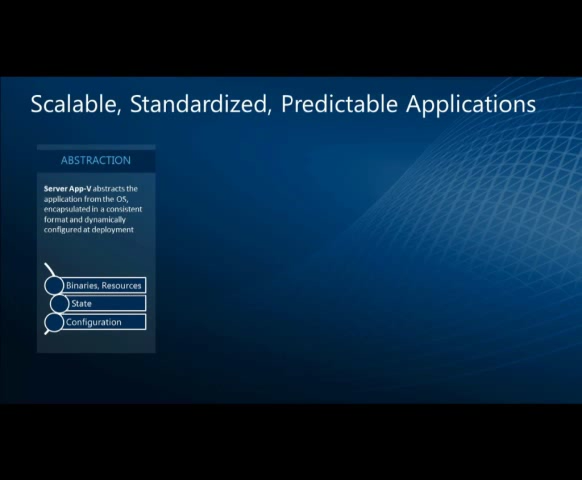 Scalable, Standardized, Predictable Applications
ABSTRACTION
Server App-V abstracts the
application from the OS,
encapsulated in a consistent
format and dynamically
configured at deployment
Binaries, Resources
State
Configuration